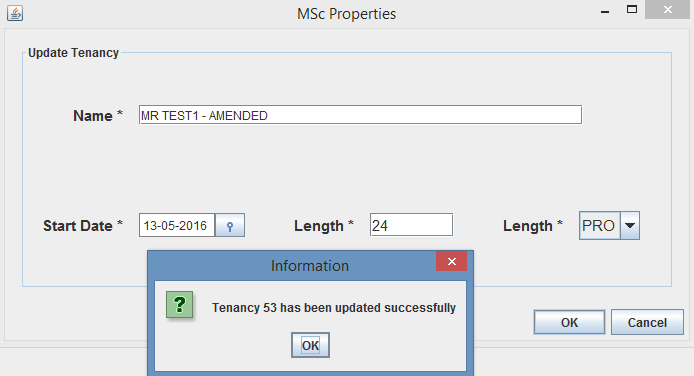 MSc Properties
Update Tenancy
Name *
MR TEST1 - AMENDED
Start Date *
13-05-2016
Length *
24
Length *
PRO
Information
? Tenancy 53 has been updated successfully
OK
OK
Cancel